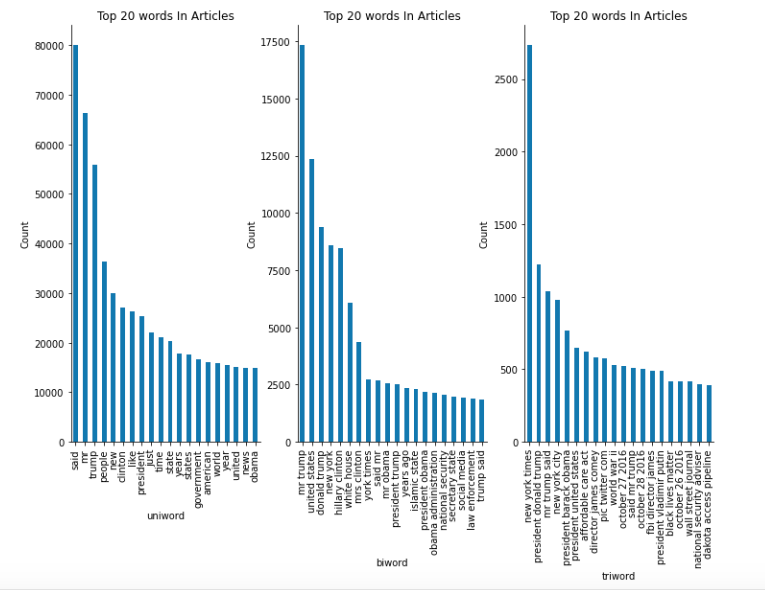 Top 20 words In Articles
80000
70000
60000
50000
40000
30000
20000
10000
0
Count
said
mr
trump
people
new
clinton
like
president
just
time
state
years
states
government
american
world
year
united
news
obama
uniword
Top 20 words In Articles
17500
15000
12500
10000
7500
5000
2500
0
Count
mr trump
united states
donald trump
new york
hillary clinton
white house
mrs clinton
york times
said mr
mr obama
president trump
years ago
islamic state
president obama
obama administration
national security
secretary state
social media
law enforcement
trump said
biword
Top 20 words In Articles
2500
2000
1500
1000
500
0
Count
new york times
president donald trump
mr trump said
new york city
president barack obama
president united states
affordable care act
director james comey
pic twitter com
world war ii
october 27 2016
said mr trump
october 28 2016
fbi director james
president vladimir putin
black lives matter
october 26 2016
wall street journal
national security adviser
dakota access pipeline
triword